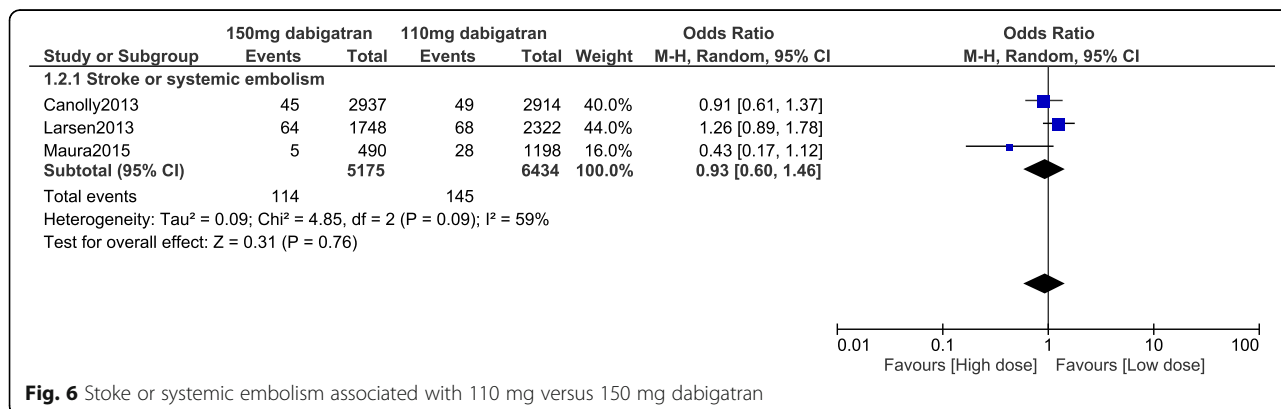 150mg dabigatran 110mg dabigatran Odds Ratio Odds Ratio
Study or Subgroup Events Total Events Total Weight M-H, Random, 95% CI M-H, Random, 95% CI
1.2.1 Stroke or systemic embolism
Canolly2013 45 2937 49 2914 40.0% 0.91 [0.61, 1.37]
Larsen2013 64 1748 68 2322 44.0% 1.26 [0.89, 1.78]
Maura2015 5 490 28 1198 16.0% 0.43 [0.17, 1.12]
Subtotal (95% CI) 5175 6434 100.0% 0.93 [0.60, 1.46]
Total events 114 145
Heterogeneity: Tau² = 0.09; Chi² = 4.85, df = 2 (P = 0.09); I² = 59%
Test for overall effect: Z = 0.31 (P = 0.76)
0.01 0.1 1 10 100
Favours [High dose] Favours [Low dose]
Fig. 6 Stoke or systemic embolism associated with 110 mg versus 150 mg dabigatran